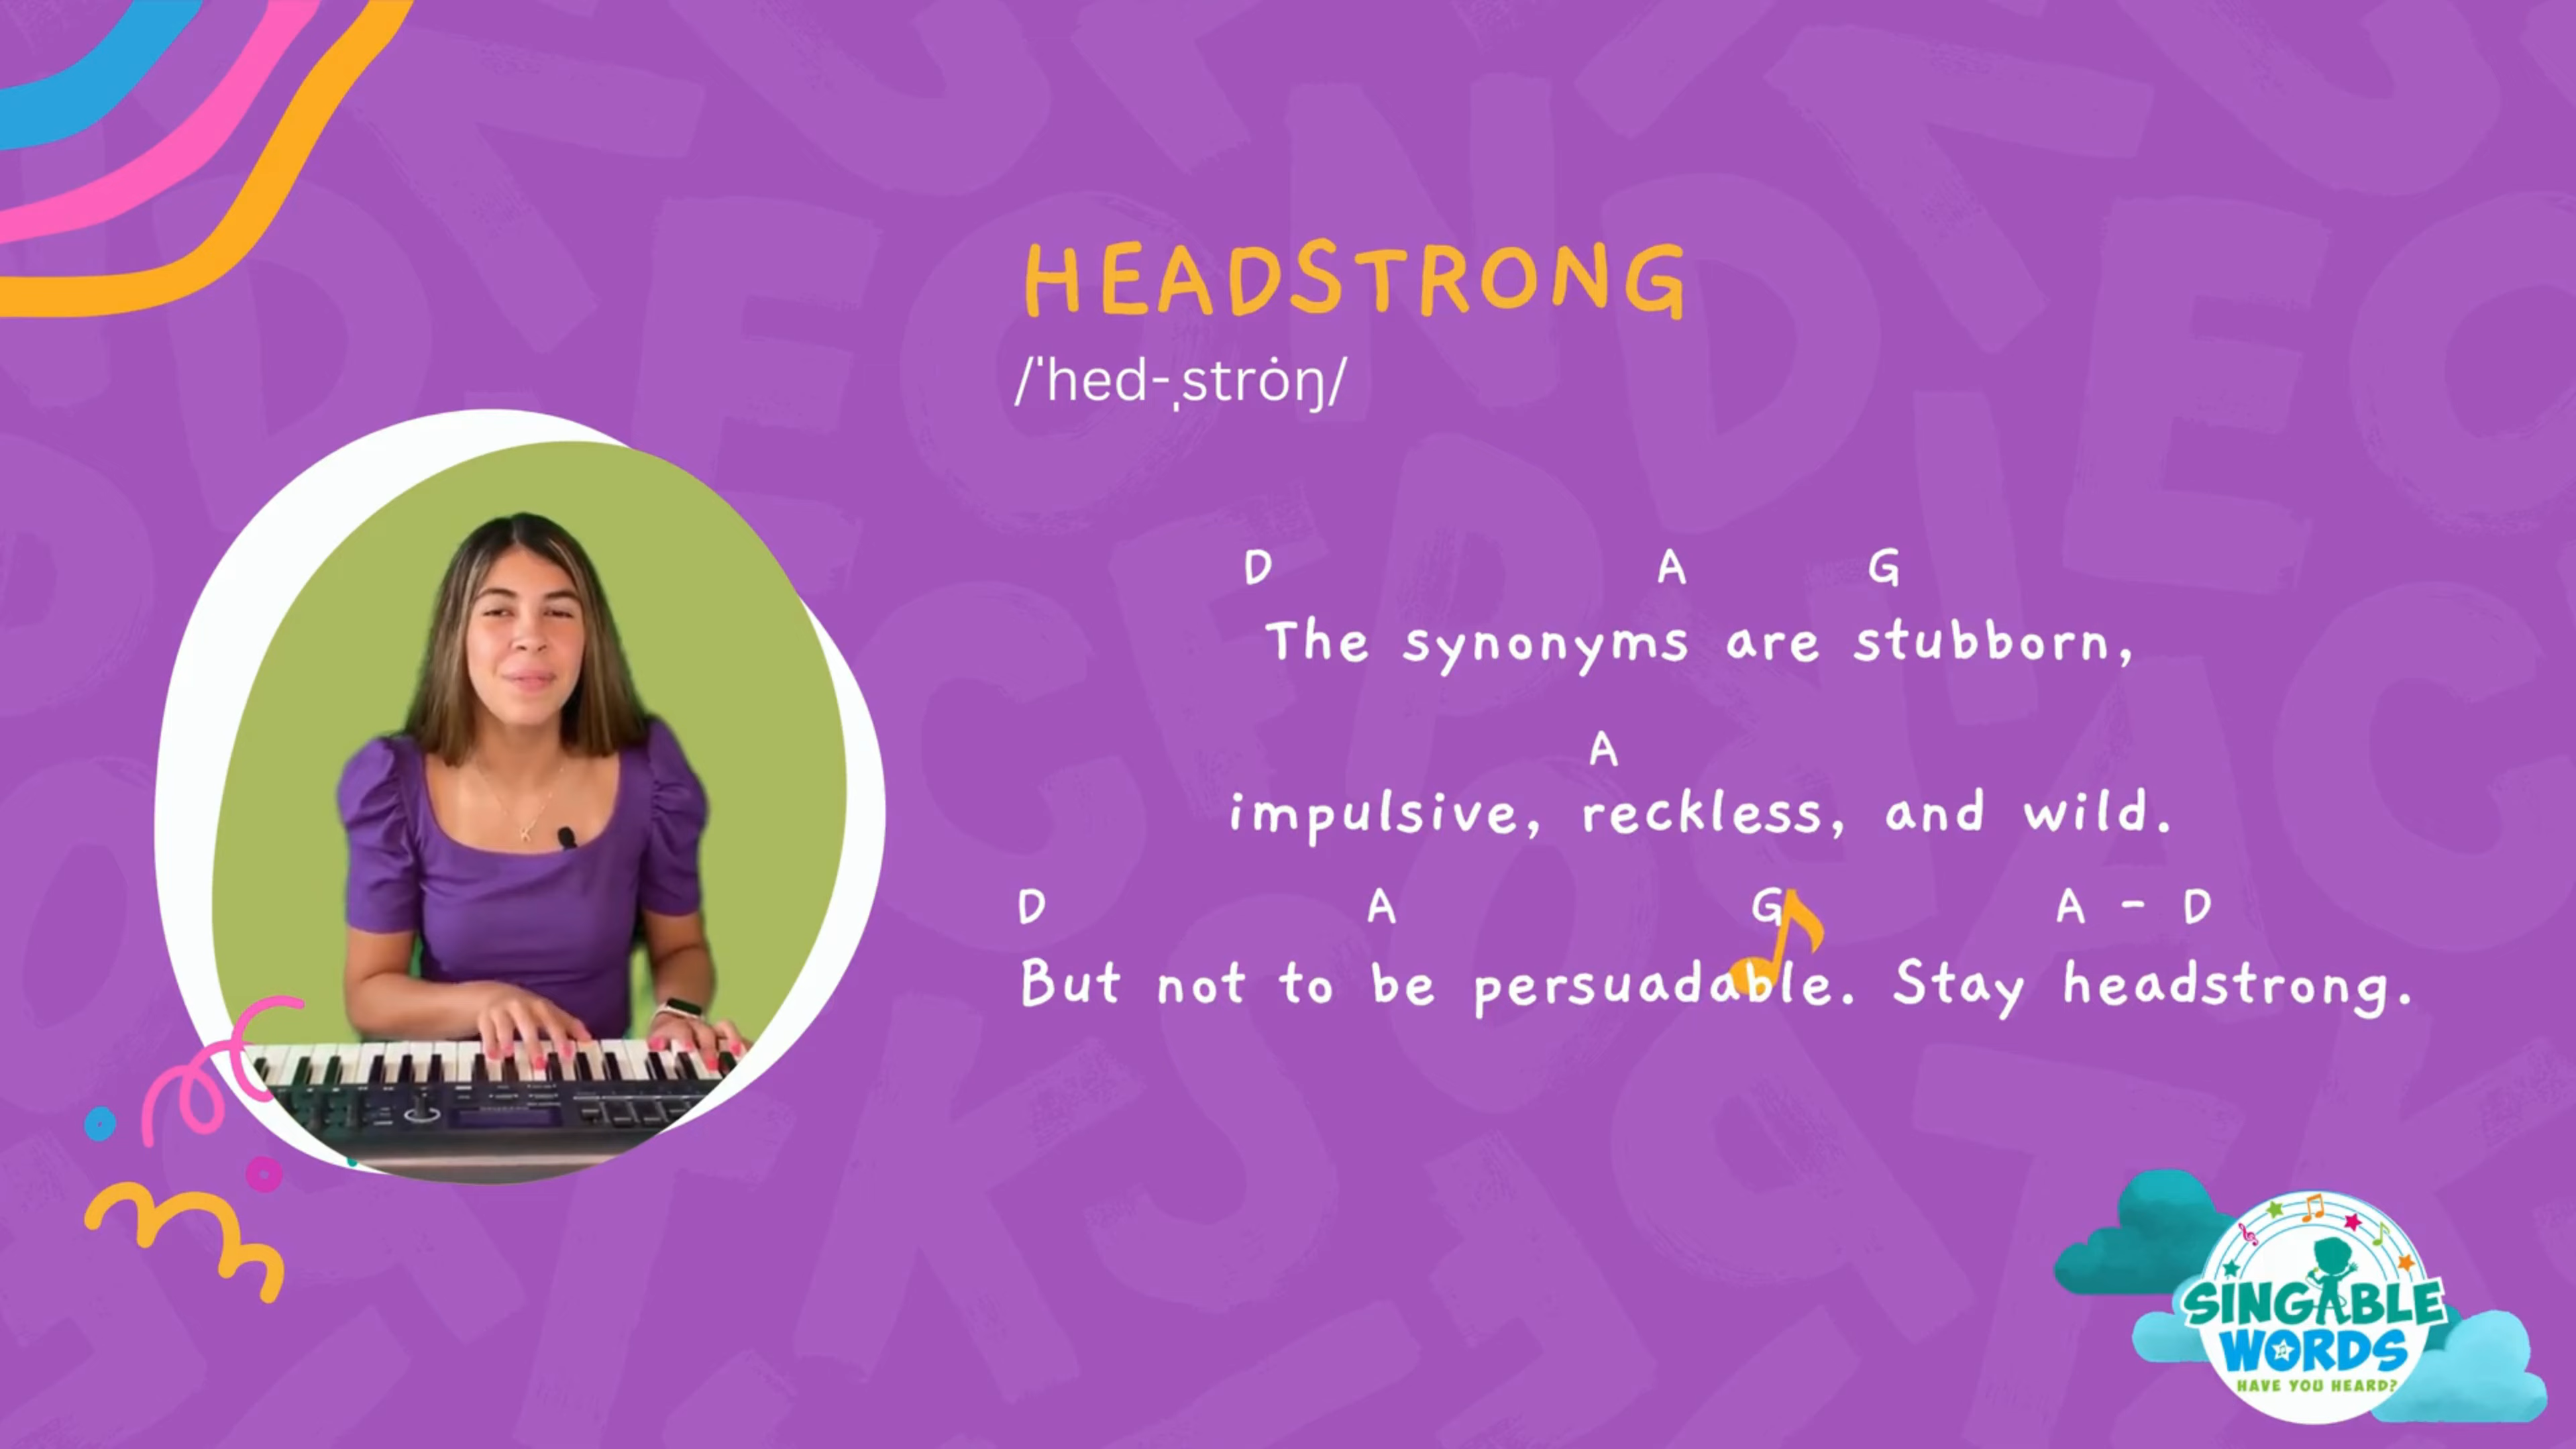 HEADSTRONG
/ˈhed-ˌstrȯŋ/
D A G
The synonyms are stubborn,
A
impulsive, reckless, and wild.
D A G A - D
But not to be persuadable. Stay headstrong.
SINGABLE
WORDS
HAVE YOU HEARD?